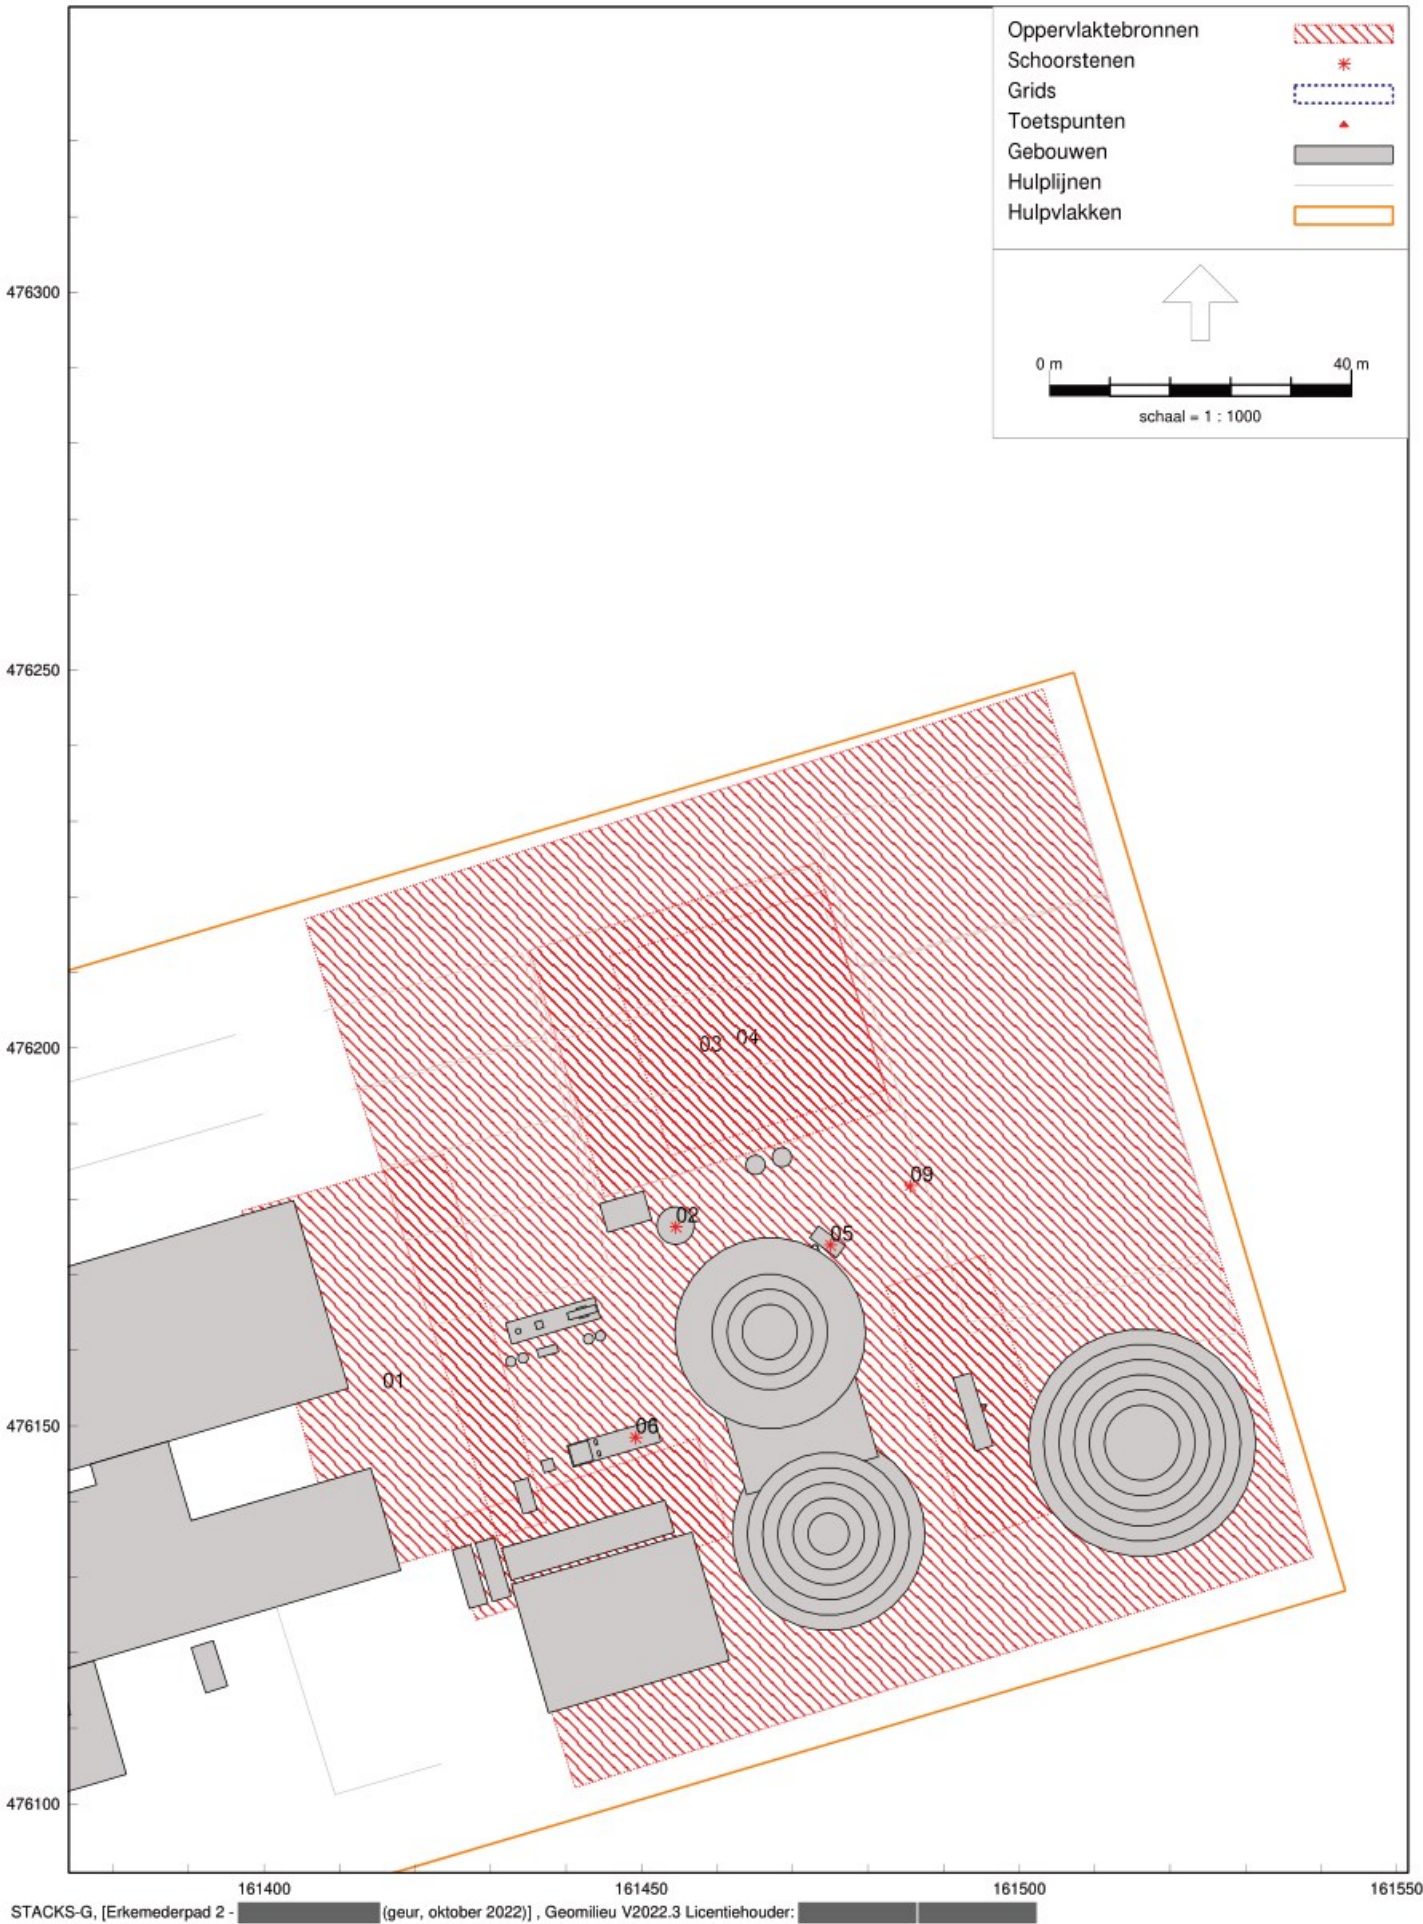 Oppervlaktebronnen
Schoorstenen
Grids
Toetspunten
Gebouwen
Hulplijnen
Hulpvlakken
0 m 40 m
schaal = 1 : 1000
476300
476250
476200
476150
476100
03 04
09
02
05
01
06
7
161400 161450 161500 161550
STACKS-G, [Erkemederpad 2 - (geur, oktober 2022)] , Geomilieu V2022.3 Licentiehouder: